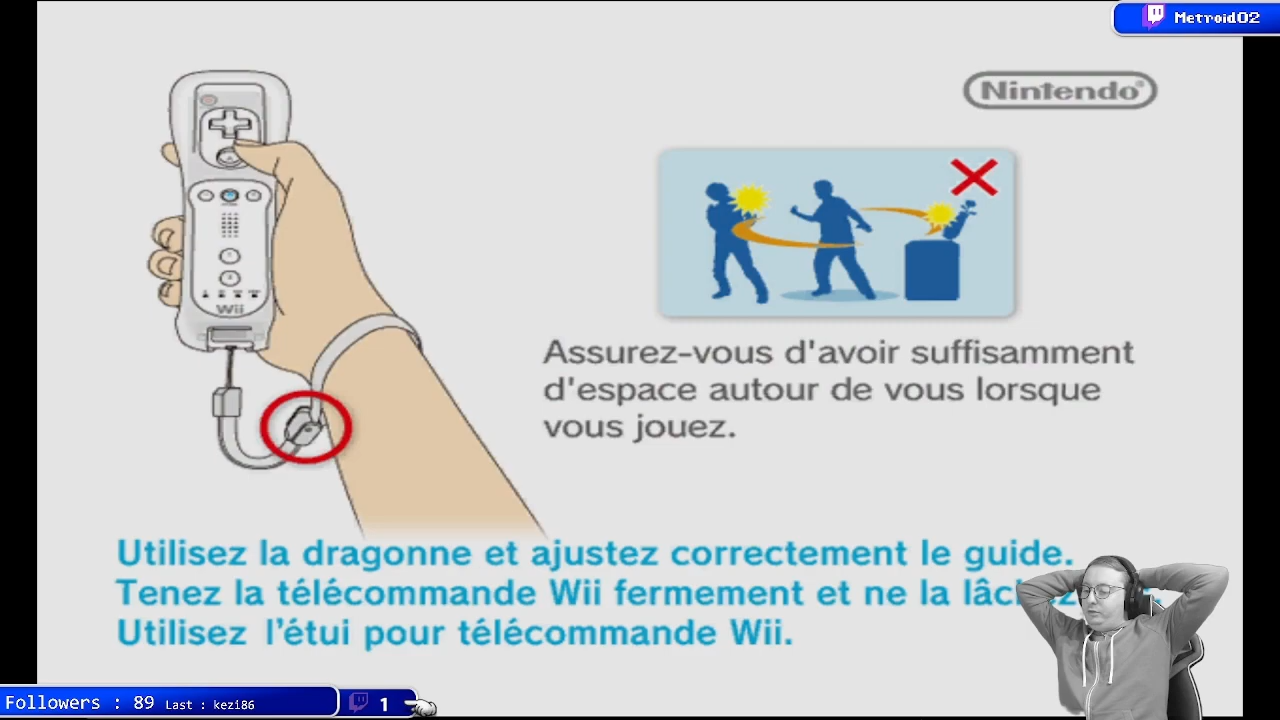 Metroid02
Nintendo®
Wii
Assurez-vous d'avoir suffisamment
d'espace autour de vous lorsque
vous jouez.
Utilisez la dragonne et ajustez correctement le guide.
Tenez la télécommande Wii fermement et ne la
Utilisez l'étui pour télécommande Wii.
Followers : 89 Last : kezi86
1